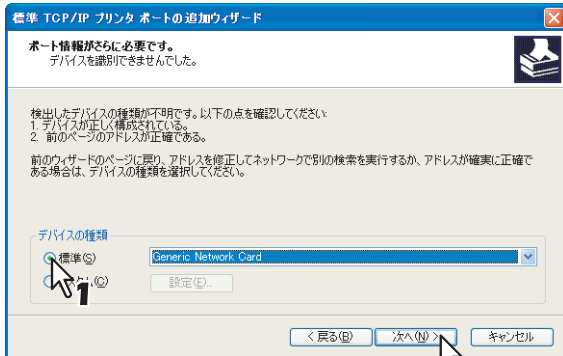 標準 TCP/IP プリンタ ポートの追加ウィザード
ポート情報がさらに必要です。
デバイスを識別できませんでした。
検出したデバイスの種類が不明です。以下の点を確認してください:
1. デバイスが正しく構成されている。
2. 前のページのアドレスが正確である。
前のウィザードのページに戻り、アドレスを修正してネットワークで別の検索を実行するか、アドレスが確実に正確で
ある場合は、デバイスの種類を選択してください。
デバイスの種類
標準(S) Generic Network Card
(C) 設定(E)...
1
< 戻る(B) 次へ(N) > キャンセル